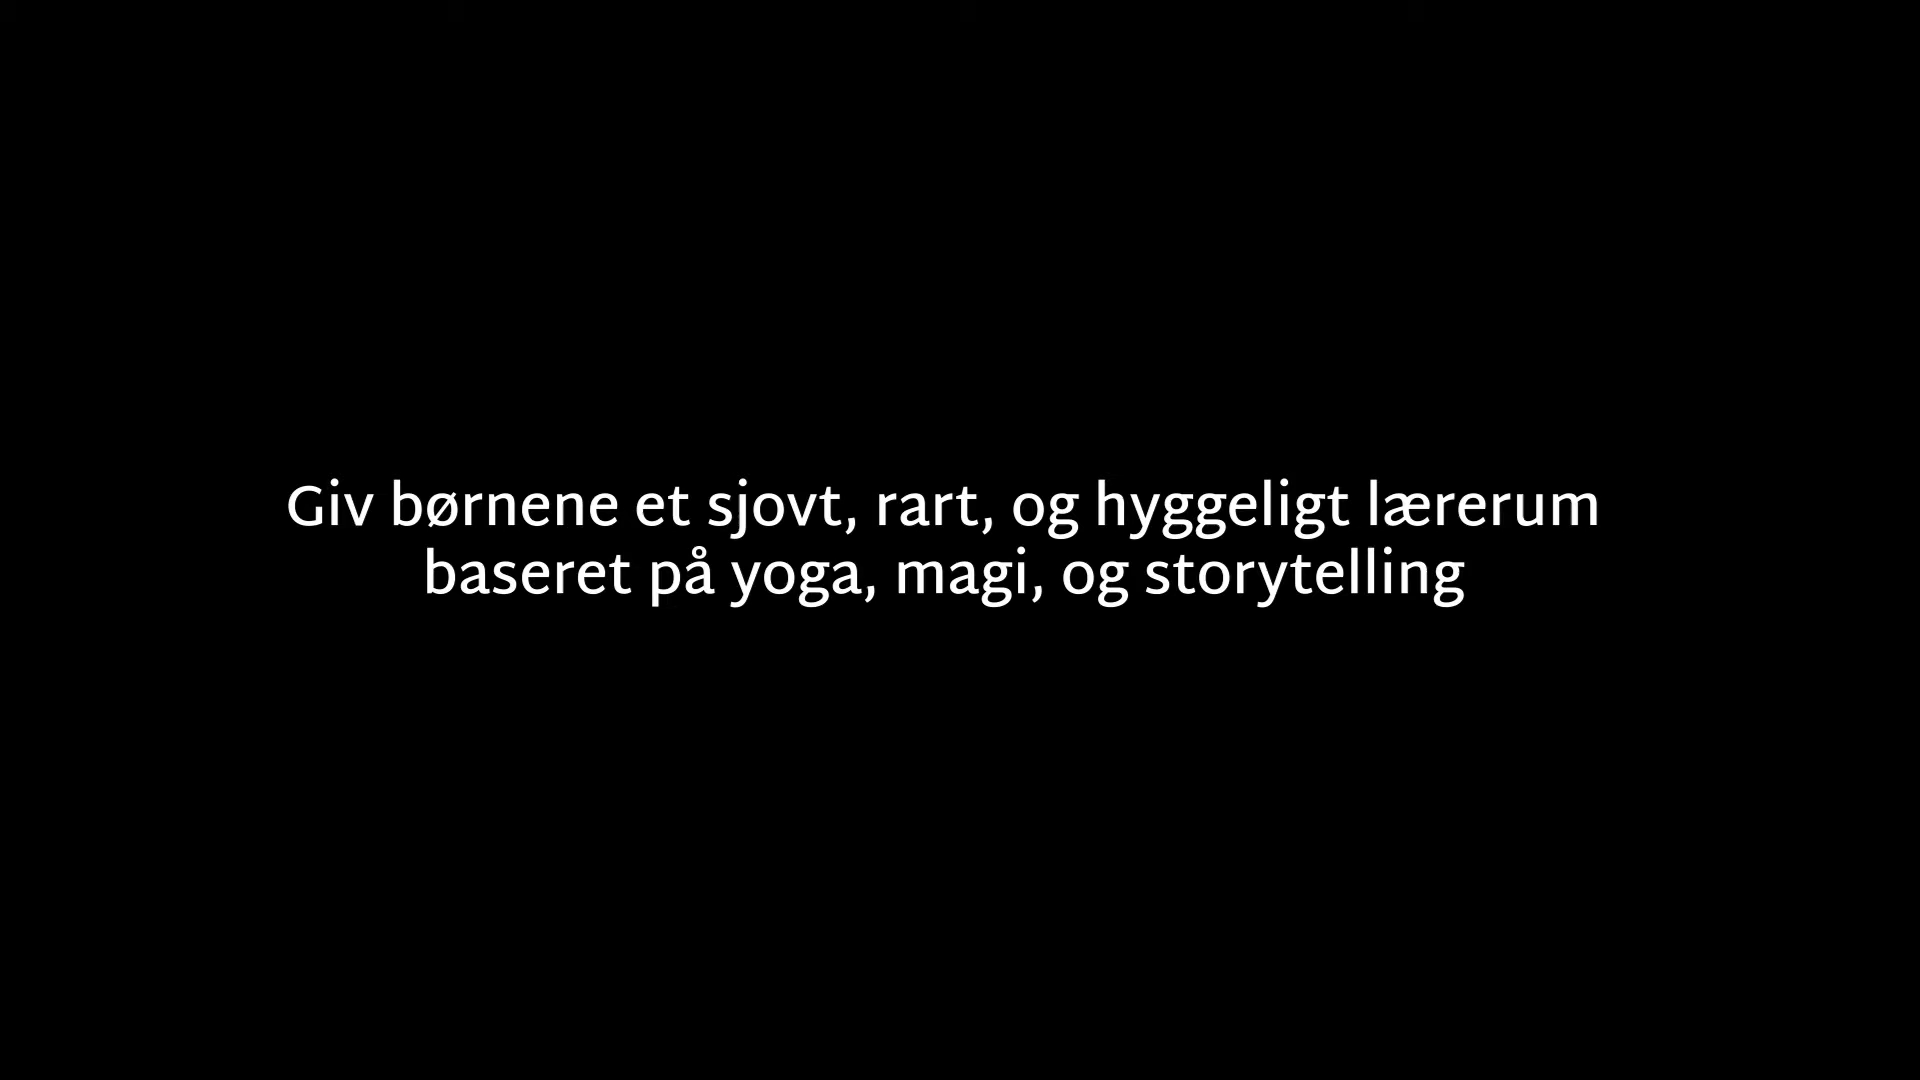 Giv børnene et sjovt, rart, og hyggeligt lærerum
baseret på yoga, magi, og storytelling